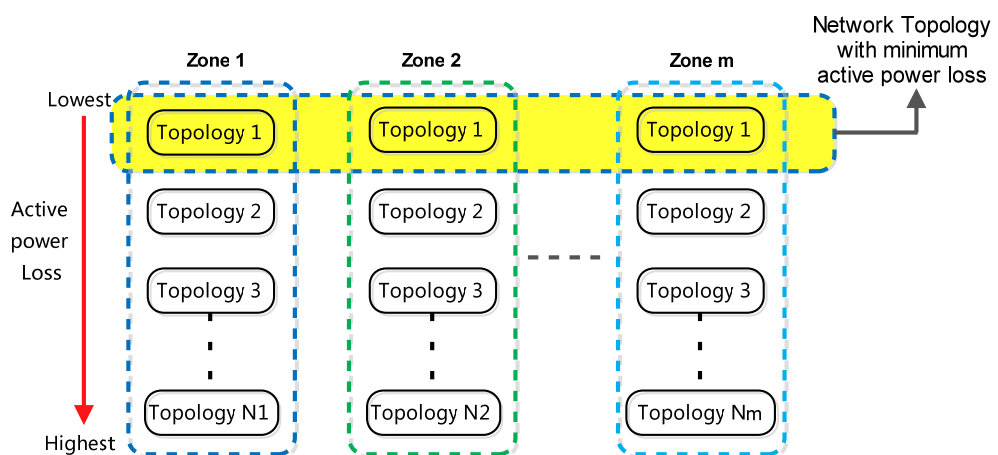 Network Topology
with minimum
active power loss
Zone 1
Zone 2
Zone m
Lowest
Topology 1
Topology 1
Topology 1
Active
power
Loss
Topology 2
Topology 2
Topology 2
Topology 3
Topology 3
Topology 3
Topology N1
Topology N2
Topology Nm
Highest